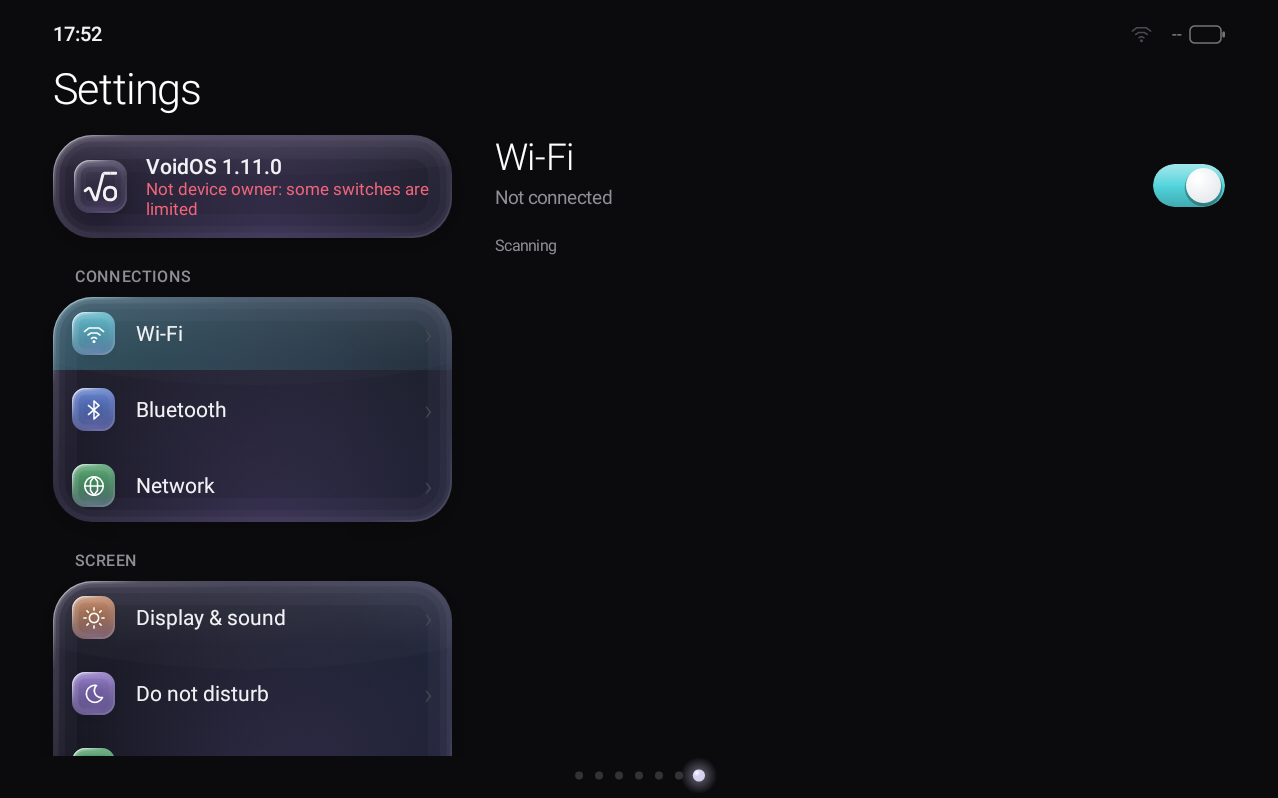 17:52
--
Settings
VoidOS 1.11.0
Not device owner: some switches are
limited
CONNECTIONS
Wi-Fi
Bluetooth
Network
SCREEN
Display & sound
Do not disturb
Wi-Fi
Not connected
Scanning